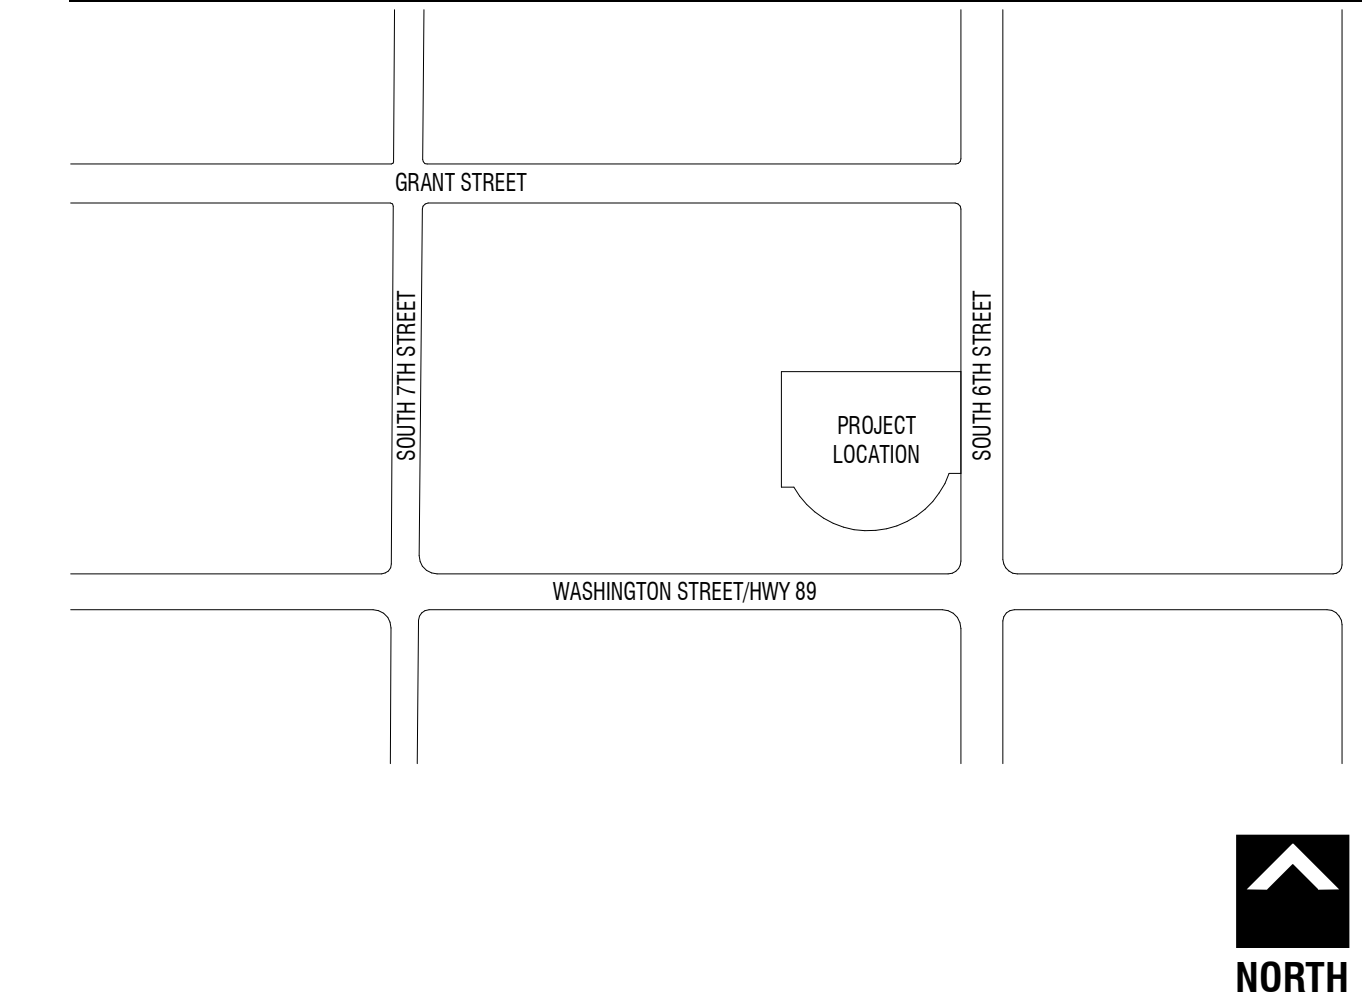 GRANT STREET
SOUTH 7TH STREET
SOUTH 6TH STREET
PROJECT
LOCATION
WASHINGTON STREET/HWY 89
NORTH